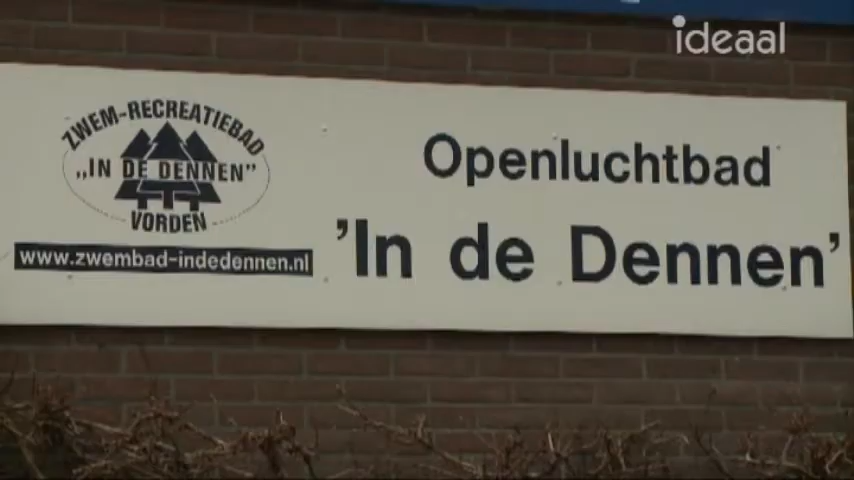 ideaal
ZWEM-RECREATIEBAD
„IN DE DENNEN”
VORDEN
www.zwembad-indedennen.nl
Openluchtbad
'In de Dennen'